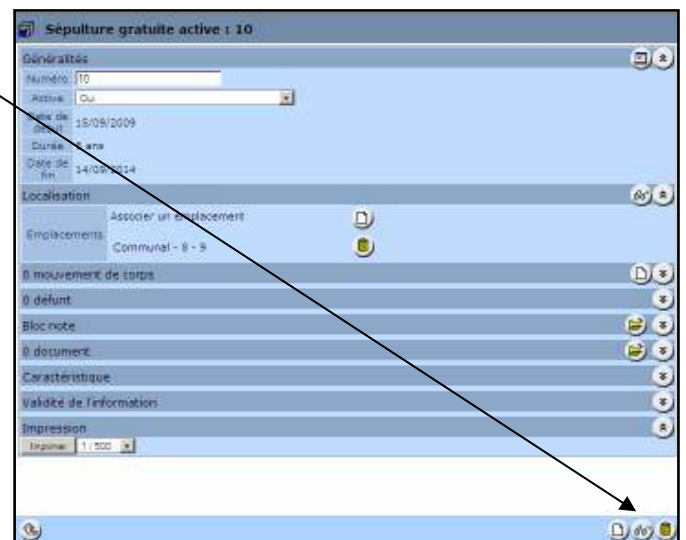 Sépulture gratuite active : 10
Généralités
Numéro 10
Active Oui
Date de début 15/09/2009
Durée 5 ans
Date de fin 14/09/2014
Localisation
Emplacements
Associer un emplacement
Communal - 8 - 9
0 mouvement de corps
0 défunt
Bloc note
0 document
Caractéristique
Validité de l'information
Impression
Imprimer 1 / 500